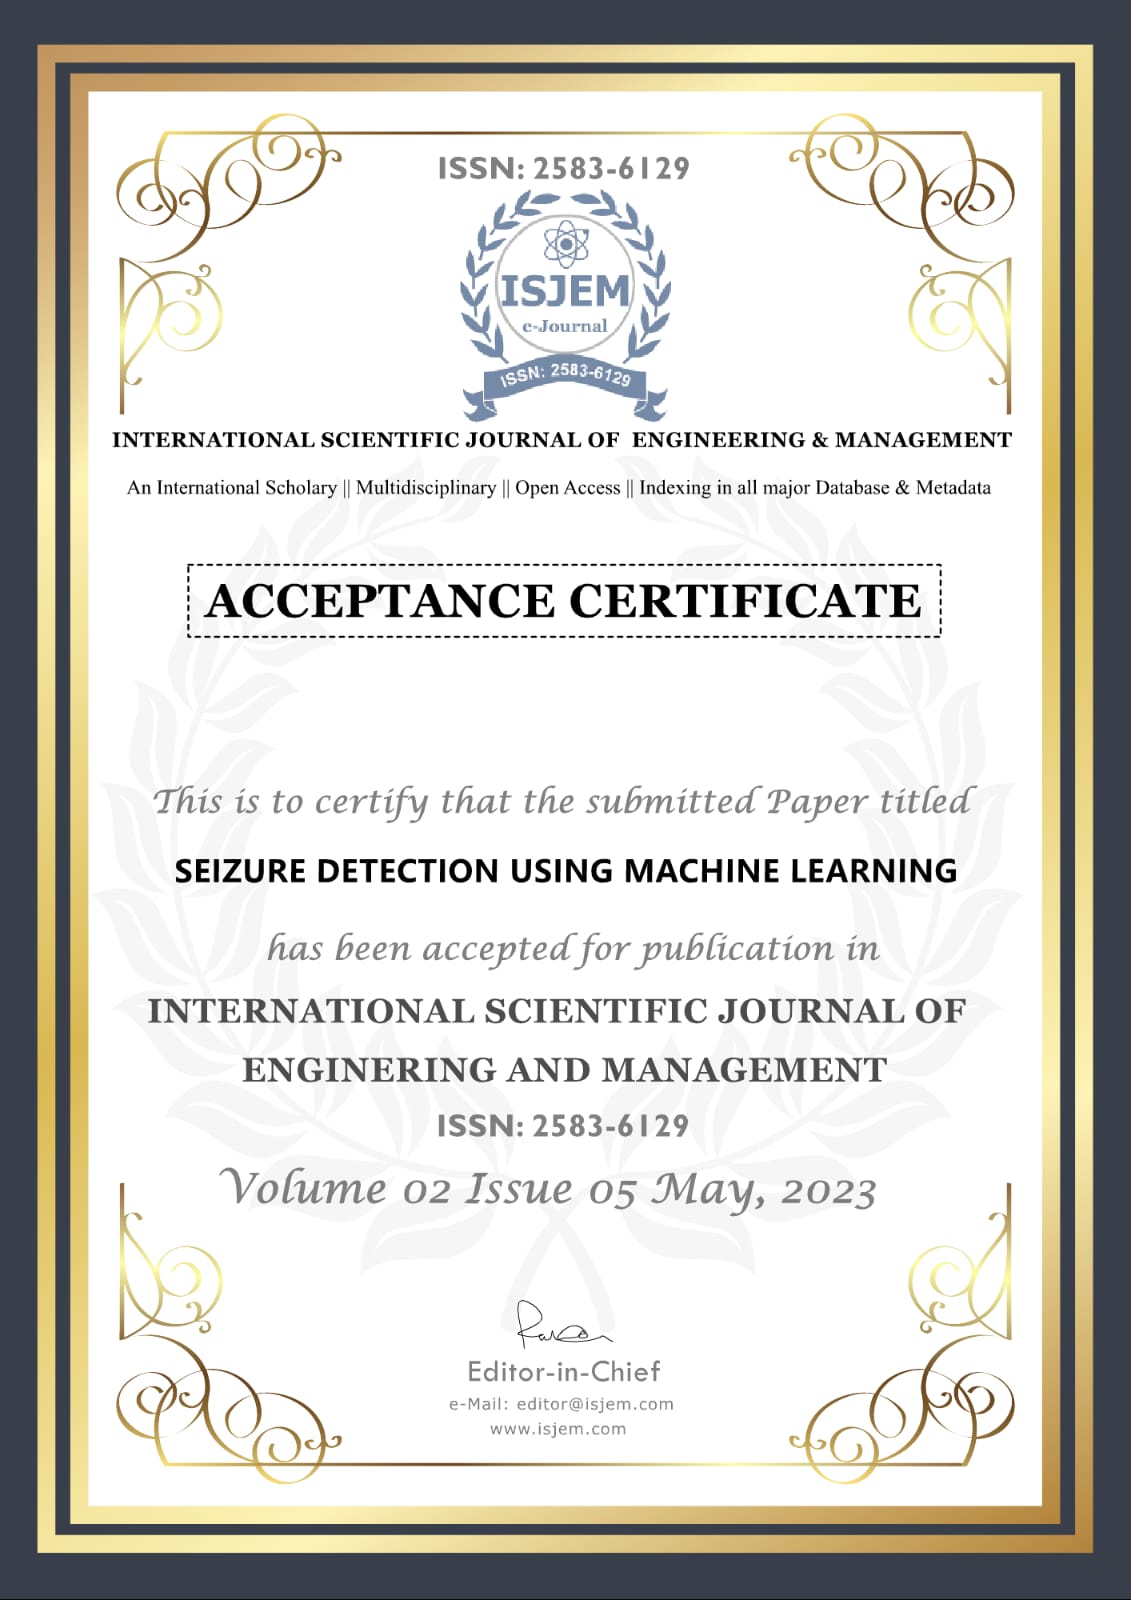 ISSN: 2583-6129
ISJEM
e-Journal
ISSN: 2583-6129
INTERNATIONAL SCIENTIFIC JOURNAL OF ENGINEERING & MANAGEMENT
An International Scholary || Multidisciplinary || Open Access || Indexing in all major Database & Metadata
ACCEPTANCE CERTIFICATE
This is to certify that the submitted Paper titled
SEIZURE DETECTION USING MACHINE LEARNING
has been accepted for publication in
INTERNATIONAL SCIENTIFIC JOURNAL OF
ENGINERING AND MANAGEMENT
ISSN: 2583-6129
Volume 02 Issue 05 May, 2023
Editor-in-Chief
e-Mail: editor@isjem.com
www.isjem.com